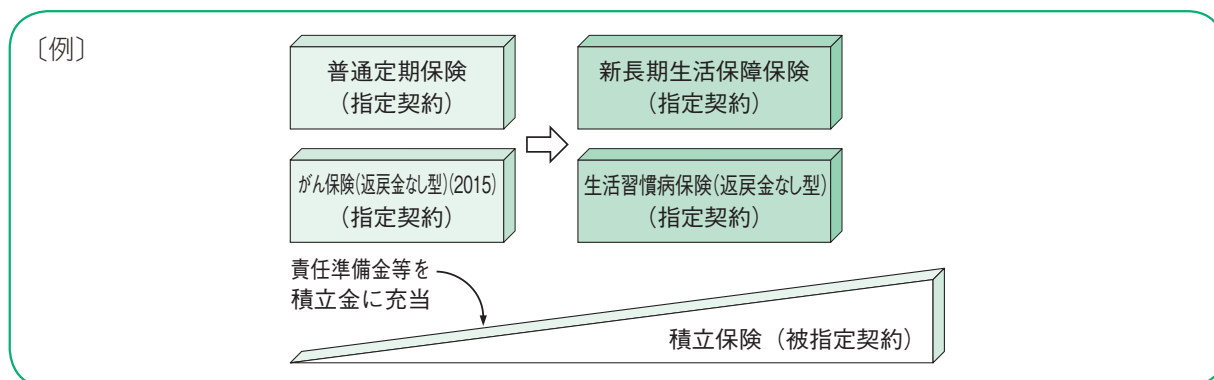 〔例〕
普通定期保険
（指定契約）
新長期生活保障保険
（指定契約）
がん保険(返戻金なし型)(2015)
（指定契約）
生活習慣病保険(返戻金なし型)
（指定契約）
責任準備金等を
積立金に充当
積立保険（被指定契約）